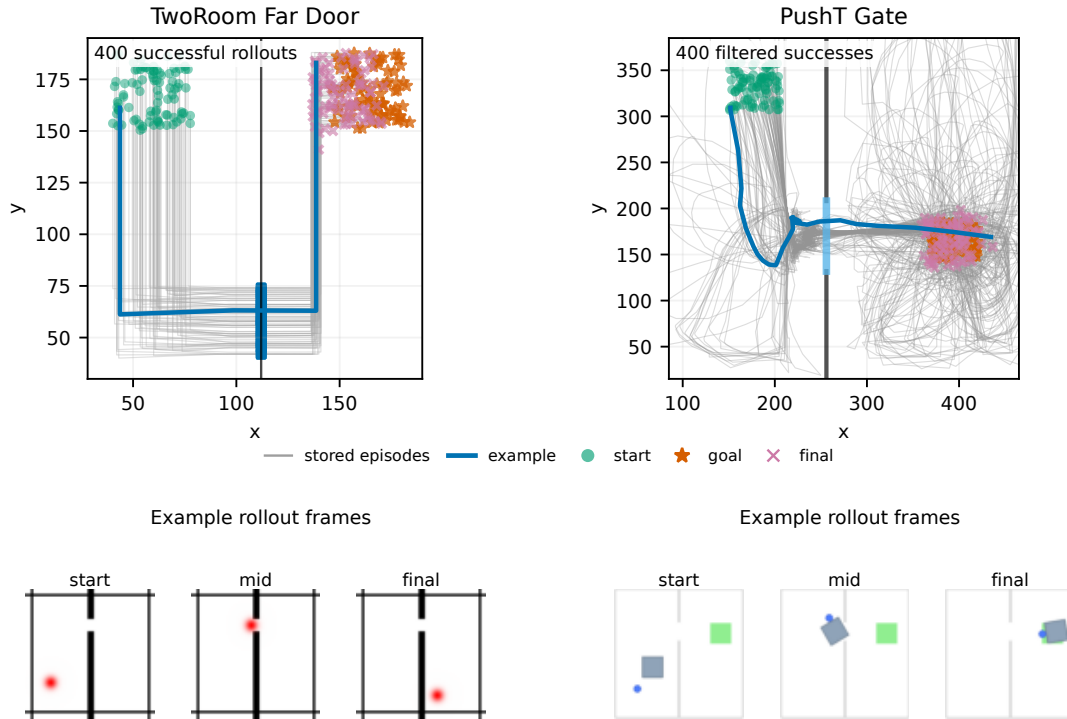 TwoRoom Far Door
400 successful rollouts
175
150
125
100
75
50
y
50
100
150
x
PushT Gate
400 filtered successes
350
300
250
200
150
100
50
y
100
200
300
400
x
stored episodes
example
start
goal
final
Example rollout frames
start
mid
final
Example rollout frames
start
mid
final